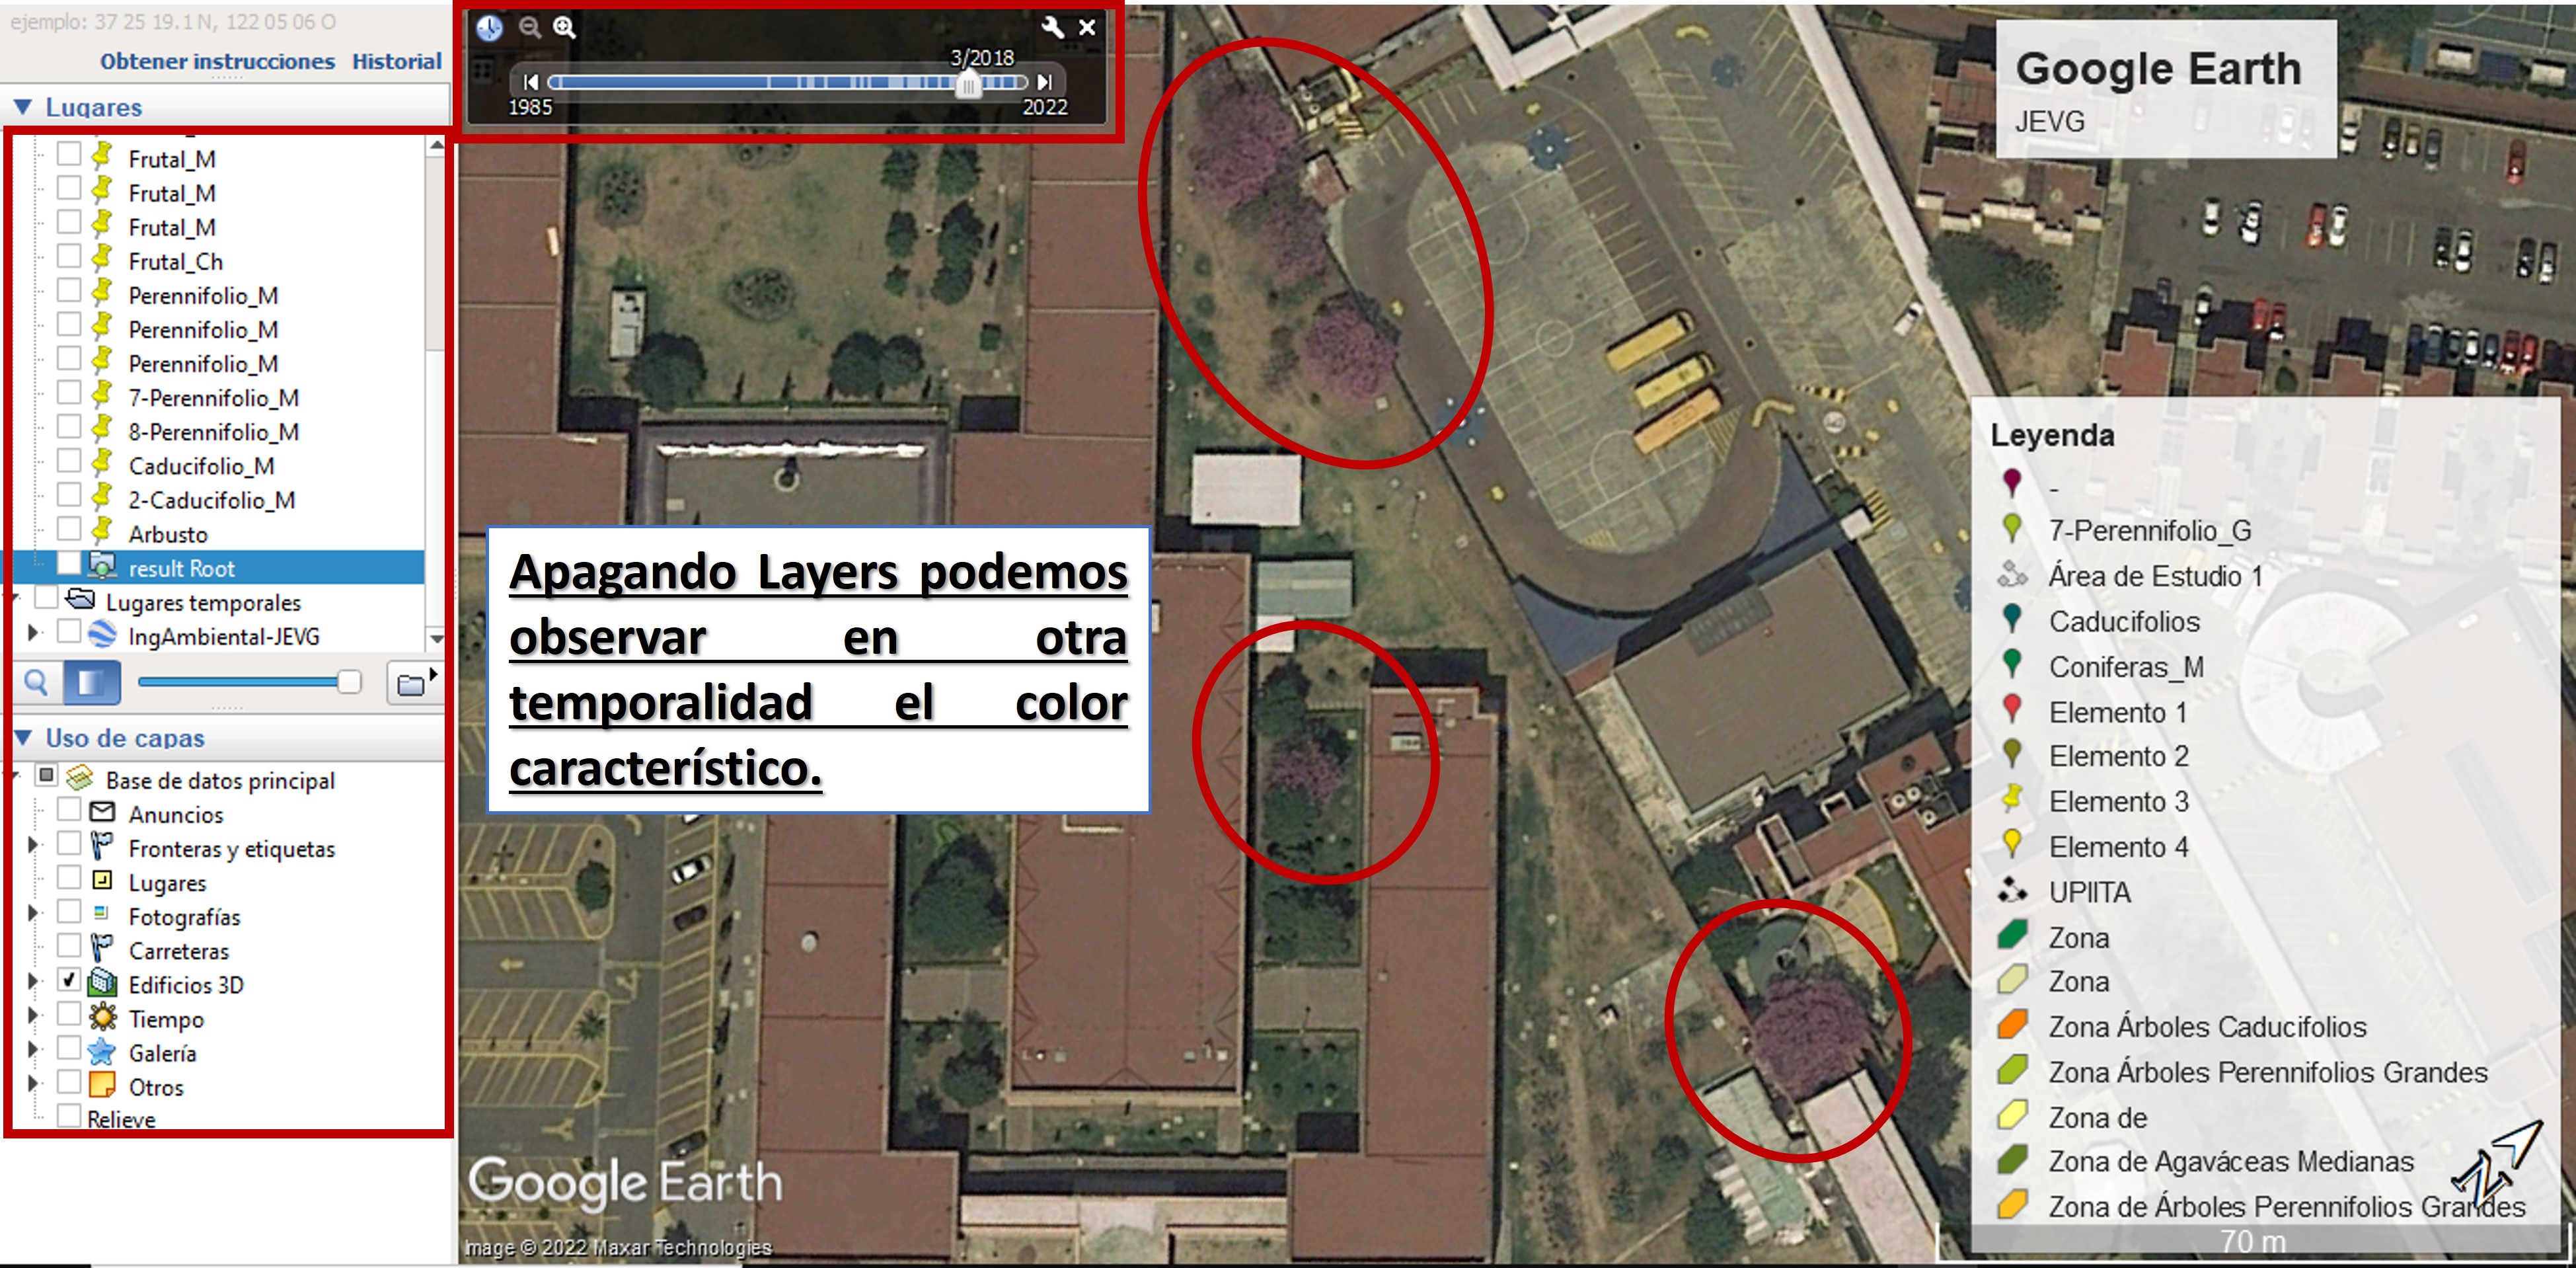 ejemplo: 37 25 19.1 N, 122 05 06 O
Obtener instrucciones Historial
Lugares
Frutal_M
Frutal_M
Frutal_M
Frutal_Ch
Perennifolio_M
Perennifolio_M
Perennifolio_M
7-Perennifolio_M
8-Perennifolio_M
Caducifolio_M
2-Caducifolio_M
Arbusto
result Root
Lugares temporales
IngAmbiental-JEVG
Uso de capas
Base de datos principal
Anuncios
Fronteras y etiquetas
Lugares
Fotografías
Carreteras
Edificios 3D
Tiempo
Galería
Otros
Relieve
3/2018
1985 2022
Apagando Layers podemos
observar en otra
temporalidad el color
característico.
Google Earth
Image © 2022 Maxar Technologies
Google Earth
JEVG
Leyenda
-
7-Perennifolio_G
Área de Estudio 1
Caducifolios
Coniferas_M
Elemento 1
Elemento 2
Elemento 3
Elemento 4
UPIITA
Zona
Zona
Zona Árboles Caducifolios
Zona Árboles Perennifolios Grandes
Zona de
Zona de Agaváceas Medianas
Zona de Árboles Perennifolios Grandes
N
70 m